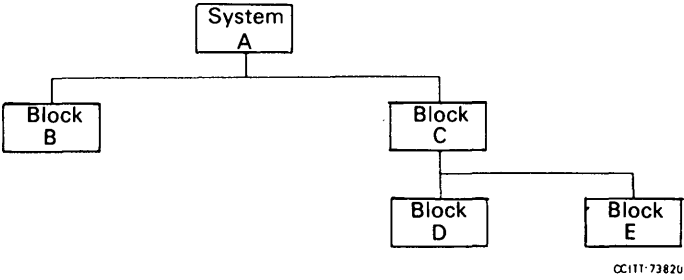 System
A
Block
B
Block
C
Block
D
Block
E
CCITT-73820